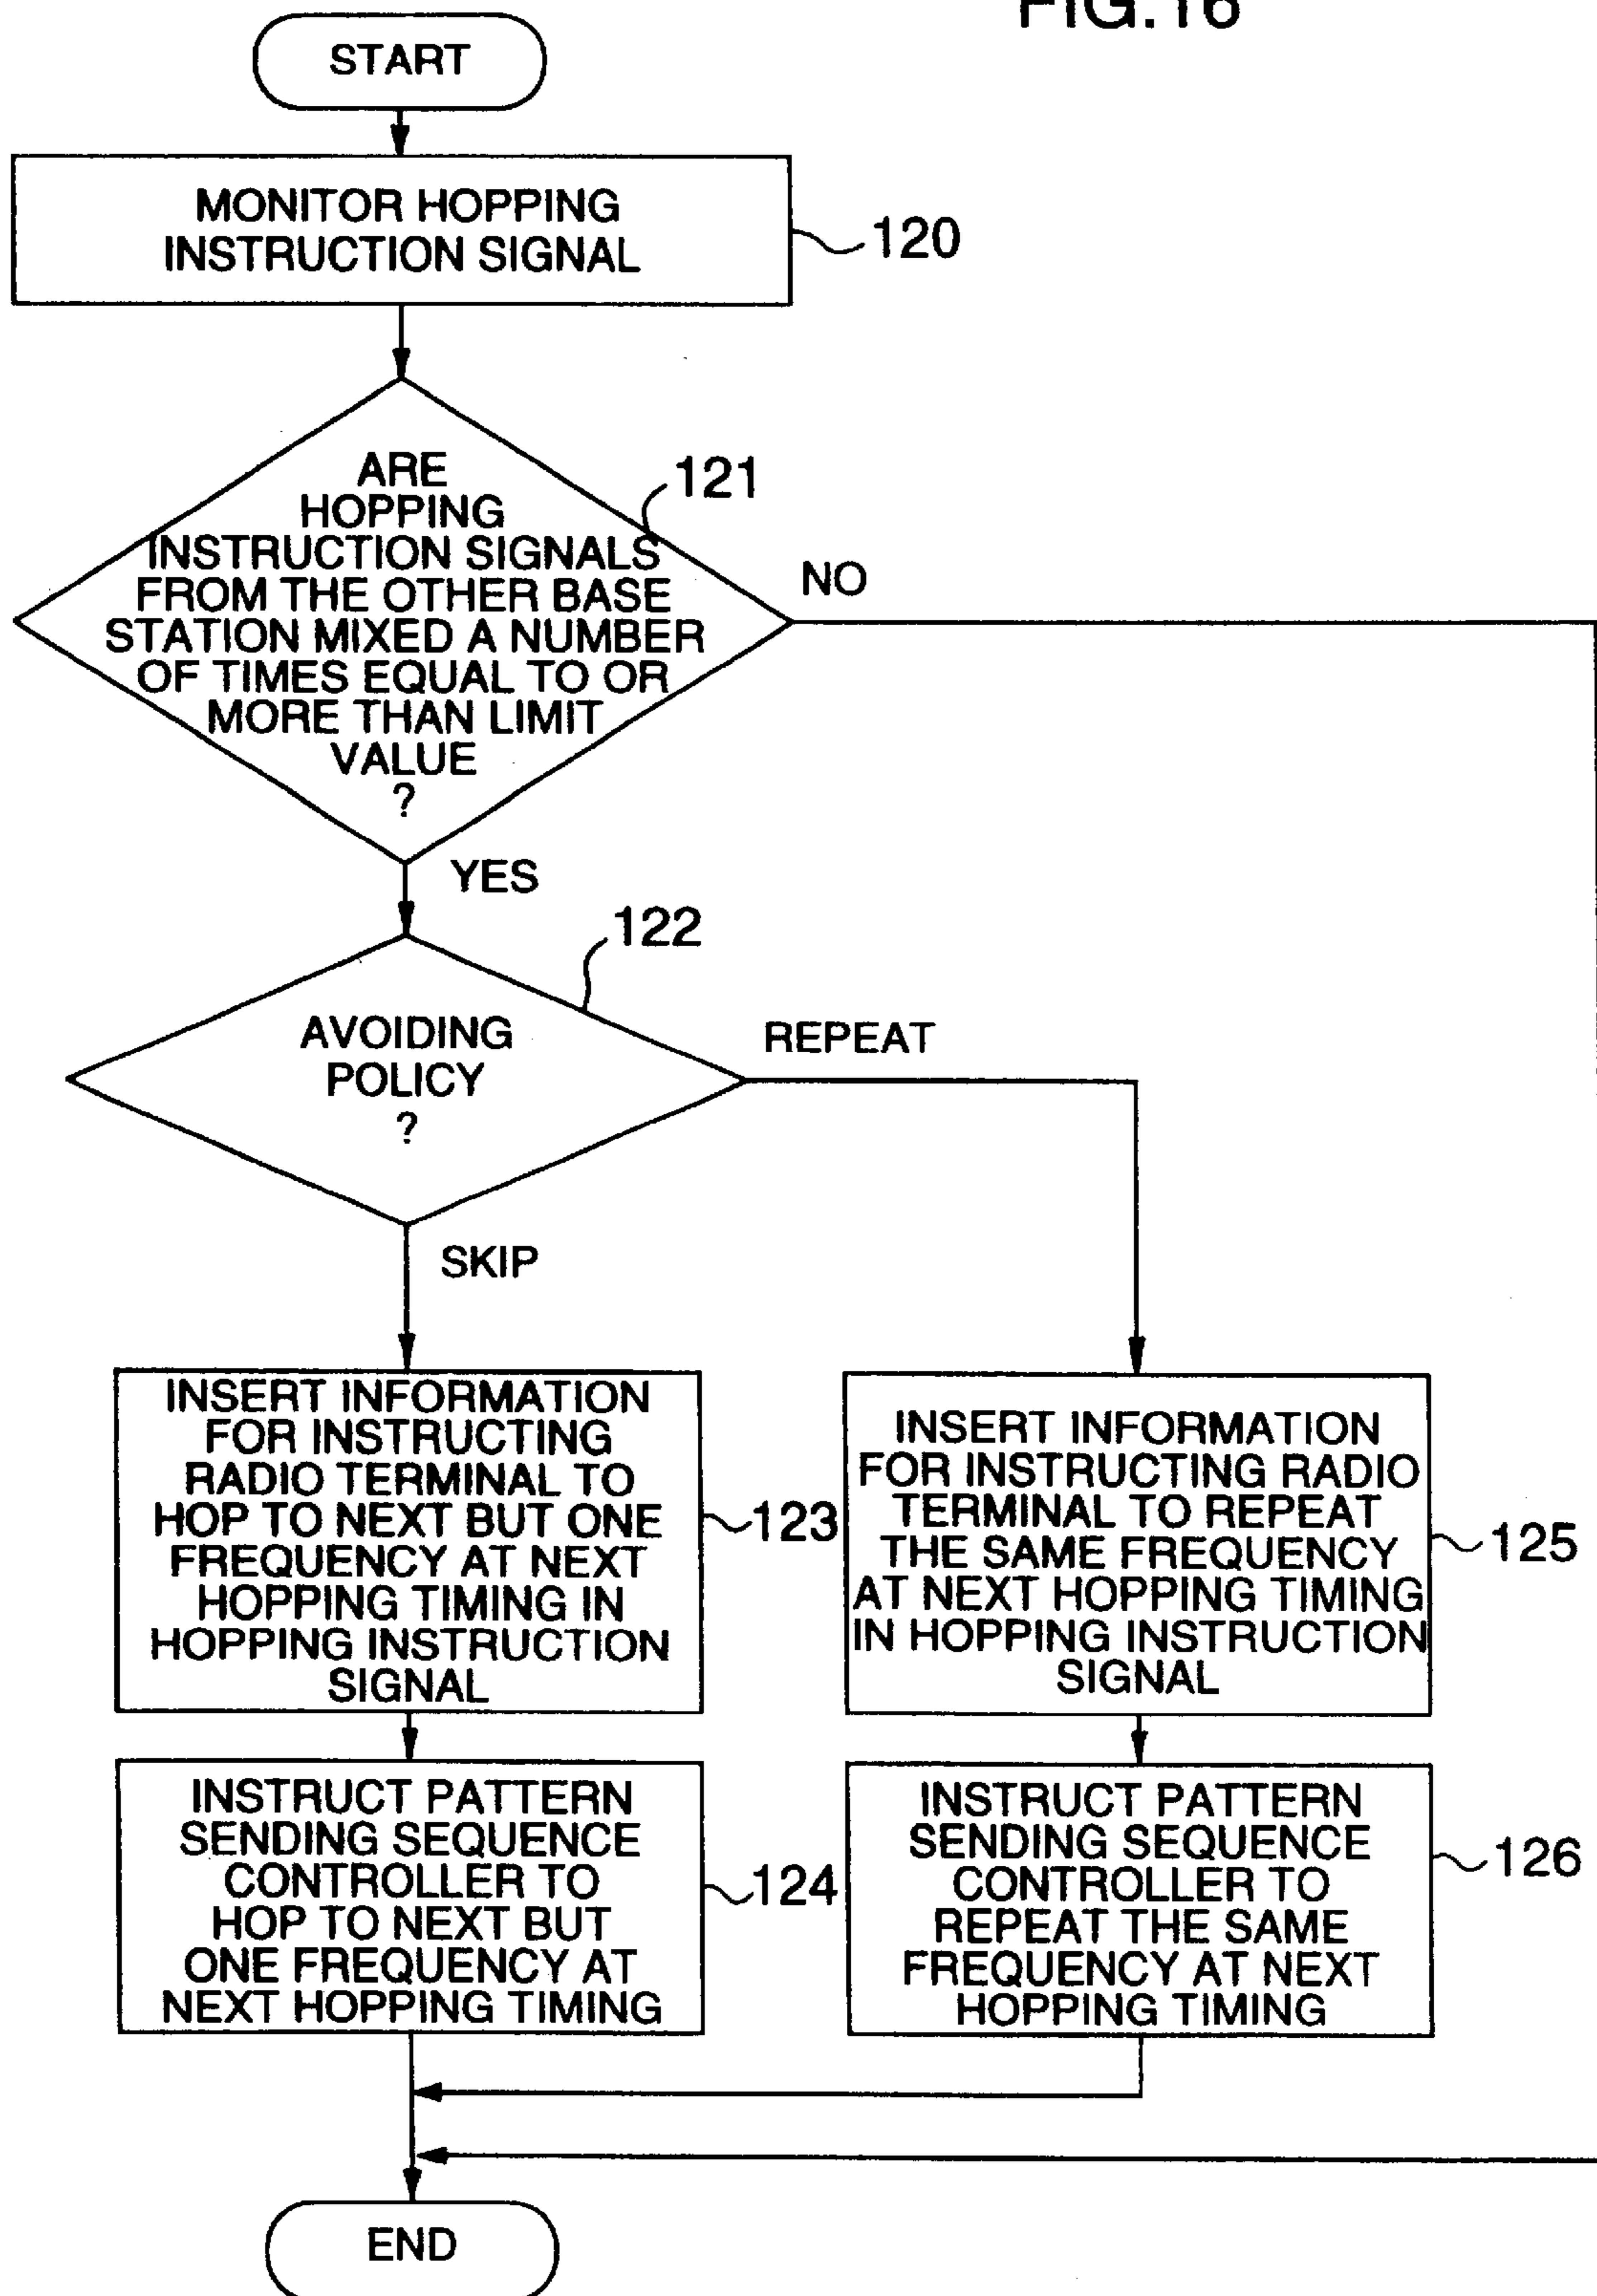 FIG.16
START
MONITOR HOPPING
INSTRUCTION SIGNAL
120
ARE
HOPPING
INSTRUCTION SIGNALS
FROM THE OTHER BASE
STATION MIXED A NUMBER
OF TIMES EQUAL TO OR
MORE THAN LIMIT
VALUE
?
121
NO
YES
122
AVOIDING
POLICY
?
REPEAT
SKIP
INSERT INFORMATION
FOR INSTRUCTING
RADIO TERMINAL TO
HOP TO NEXT BUT ONE
FREQUENCY AT NEXT
HOPPING TIMING IN
HOPPING INSTRUCTION
SIGNAL
123
INSERT INFORMATION
FOR INSTRUCTING RADIO
TERMINAL TO REPEAT
THE SAME FREQUENCY
AT NEXT HOPPING TIMING
IN HOPPING INSTRUCTION
SIGNAL
125
INSTRUCT PATTERN
SENDING SEQUENCE
CONTROLLER TO
HOP TO NEXT BUT
ONE FREQUENCY AT
NEXT HOPPING TIMING
124
INSTRUCT PATTERN
SENDING SEQUENCE
CONTROLLER TO
REPEAT THE SAME
FREQUENCY AT NEXT
HOPPING TIMING
126
END